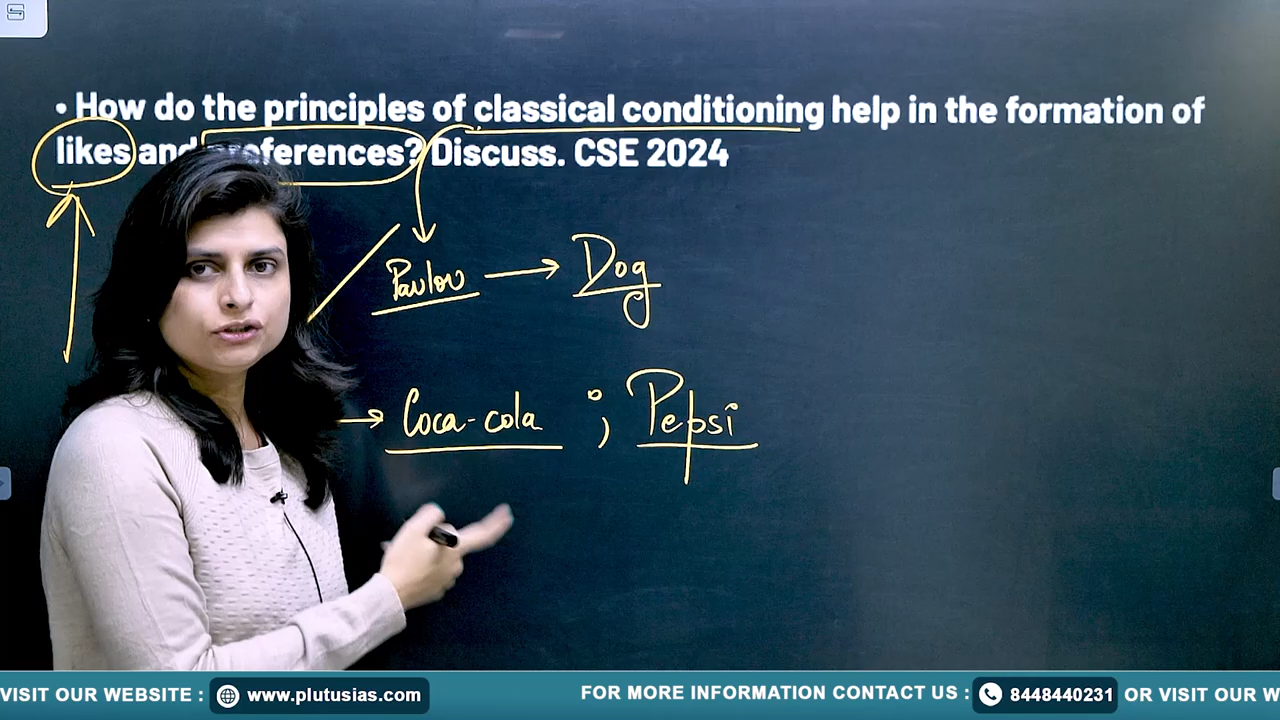 • How do the principles of classical conditioning help in the formation of
likes and preferences? Discuss. CSE 2024
Pavlov → Dog
→ Coca-cola ; Pepsi
VISIT OUR WEBSITE : www.plutusias.com FOR MORE INFORMATION CONTACT US : 8448440231 OR VISIT OUR W